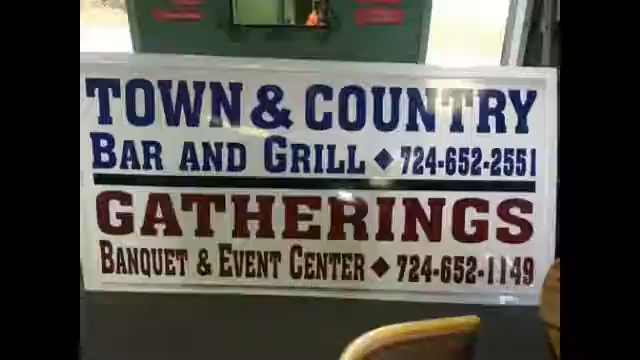 TOWN & COUNTRY
BAR AND GRILL ◆ 724-652-2551
GATHERINGS
BANQUET & EVENT CENTER ◆ 724-652-1149